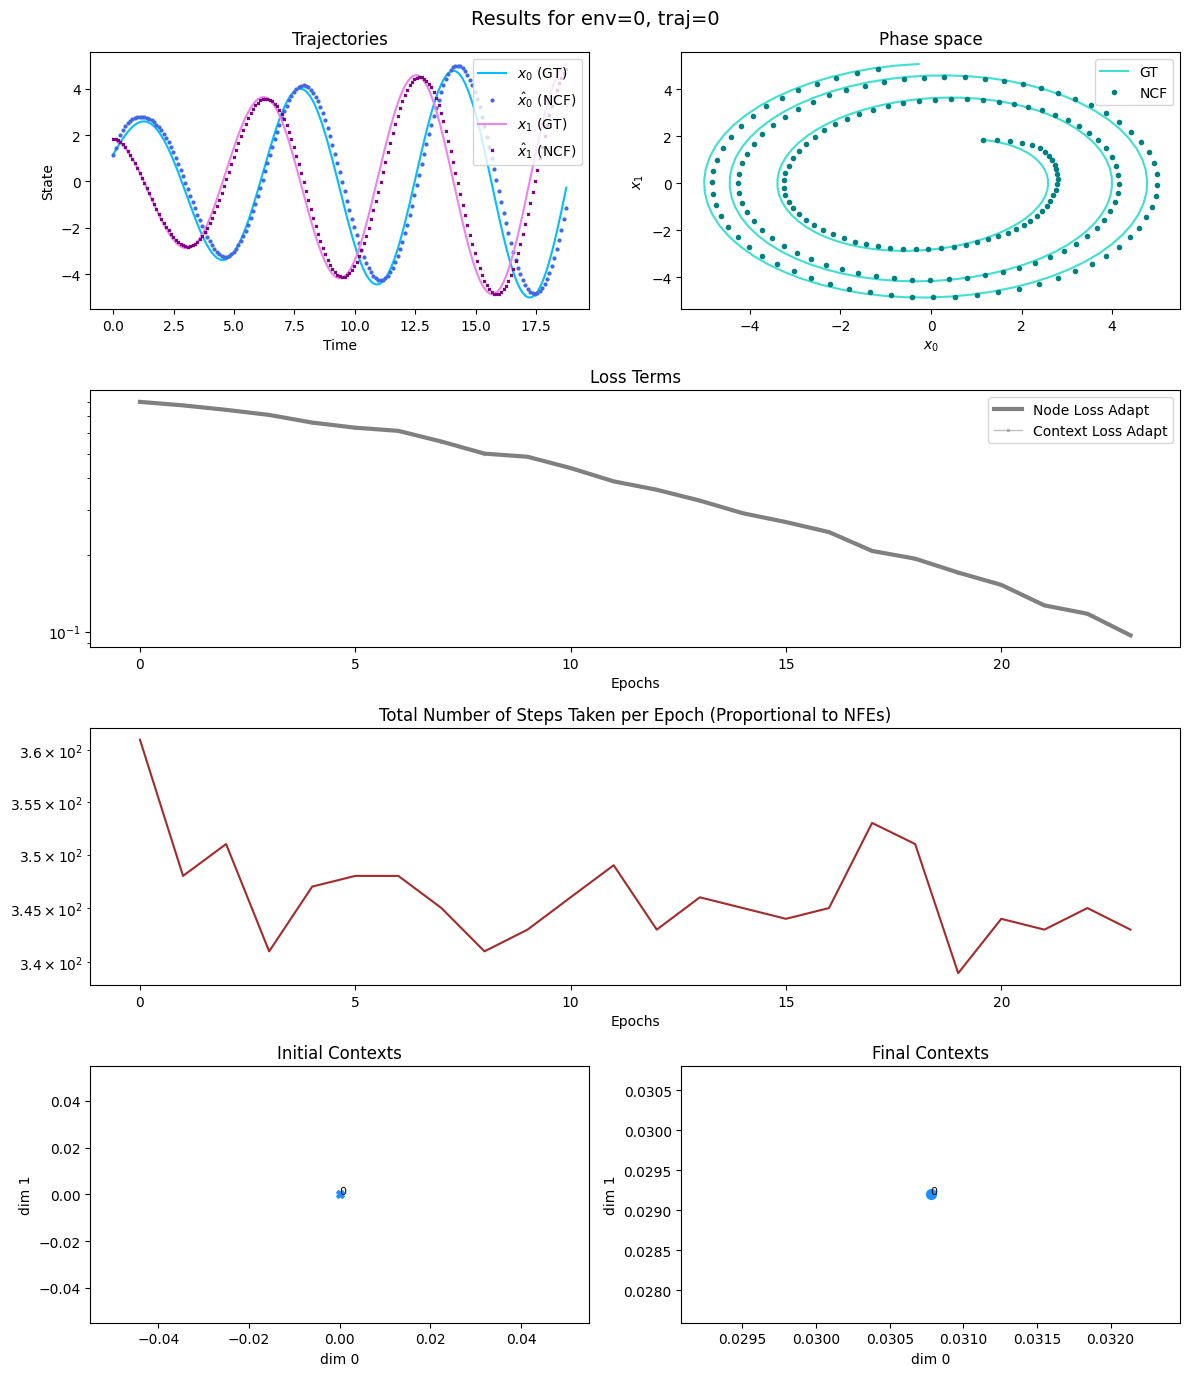 Results for env=0, traj=0
Trajectories
Phase space
x₀ (GT)
x̂₀ (NCF)
x₁ (GT)
x̂₁ (NCF)
State
4
2
0
−2
−4
0.0 2.5 5.0 7.5 10.0 12.5 15.0 17.5
Time
GT
NCF
x₁
4
2
0
−2
−4
−4 −2 0 2 4
x₀
Loss Terms
Node Loss Adapt
Context Loss Adapt
10⁻¹
0 5 10 15 20
Epochs
Total Number of Steps Taken per Epoch (Proportional to NFEs)
3.6 × 10²
3.55 × 10²
3.5 × 10²
3.45 × 10²
3.4 × 10²
0 5 10 15 20
Epochs
Initial Contexts
dim 1
0.04
0.02
0.00
−0.02
−0.04
0
−0.04 −0.02 0.00 0.02 0.04
dim 0
Final Contexts
dim 1
0.0305
0.0300
0.0295
0.0290
0.0285
0.0280
0
0.0295 0.0300 0.0305 0.0310 0.0315 0.0320
dim 0